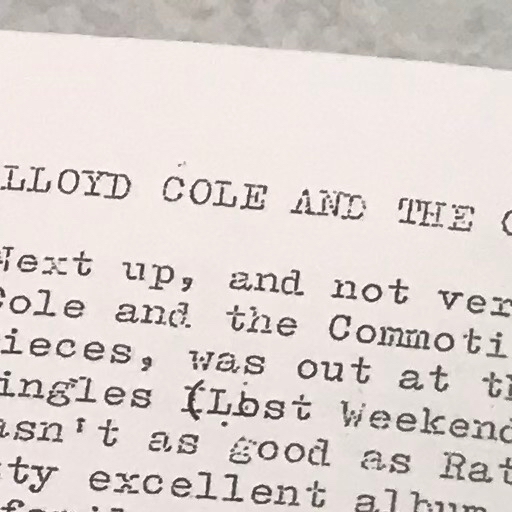 LLOYD COLE AND THE C
Next up, and not ver
Cole and the Commoti
ieces, was out at th
ingles (Lost Weekend
asn't as good as Rat
ty excellent album